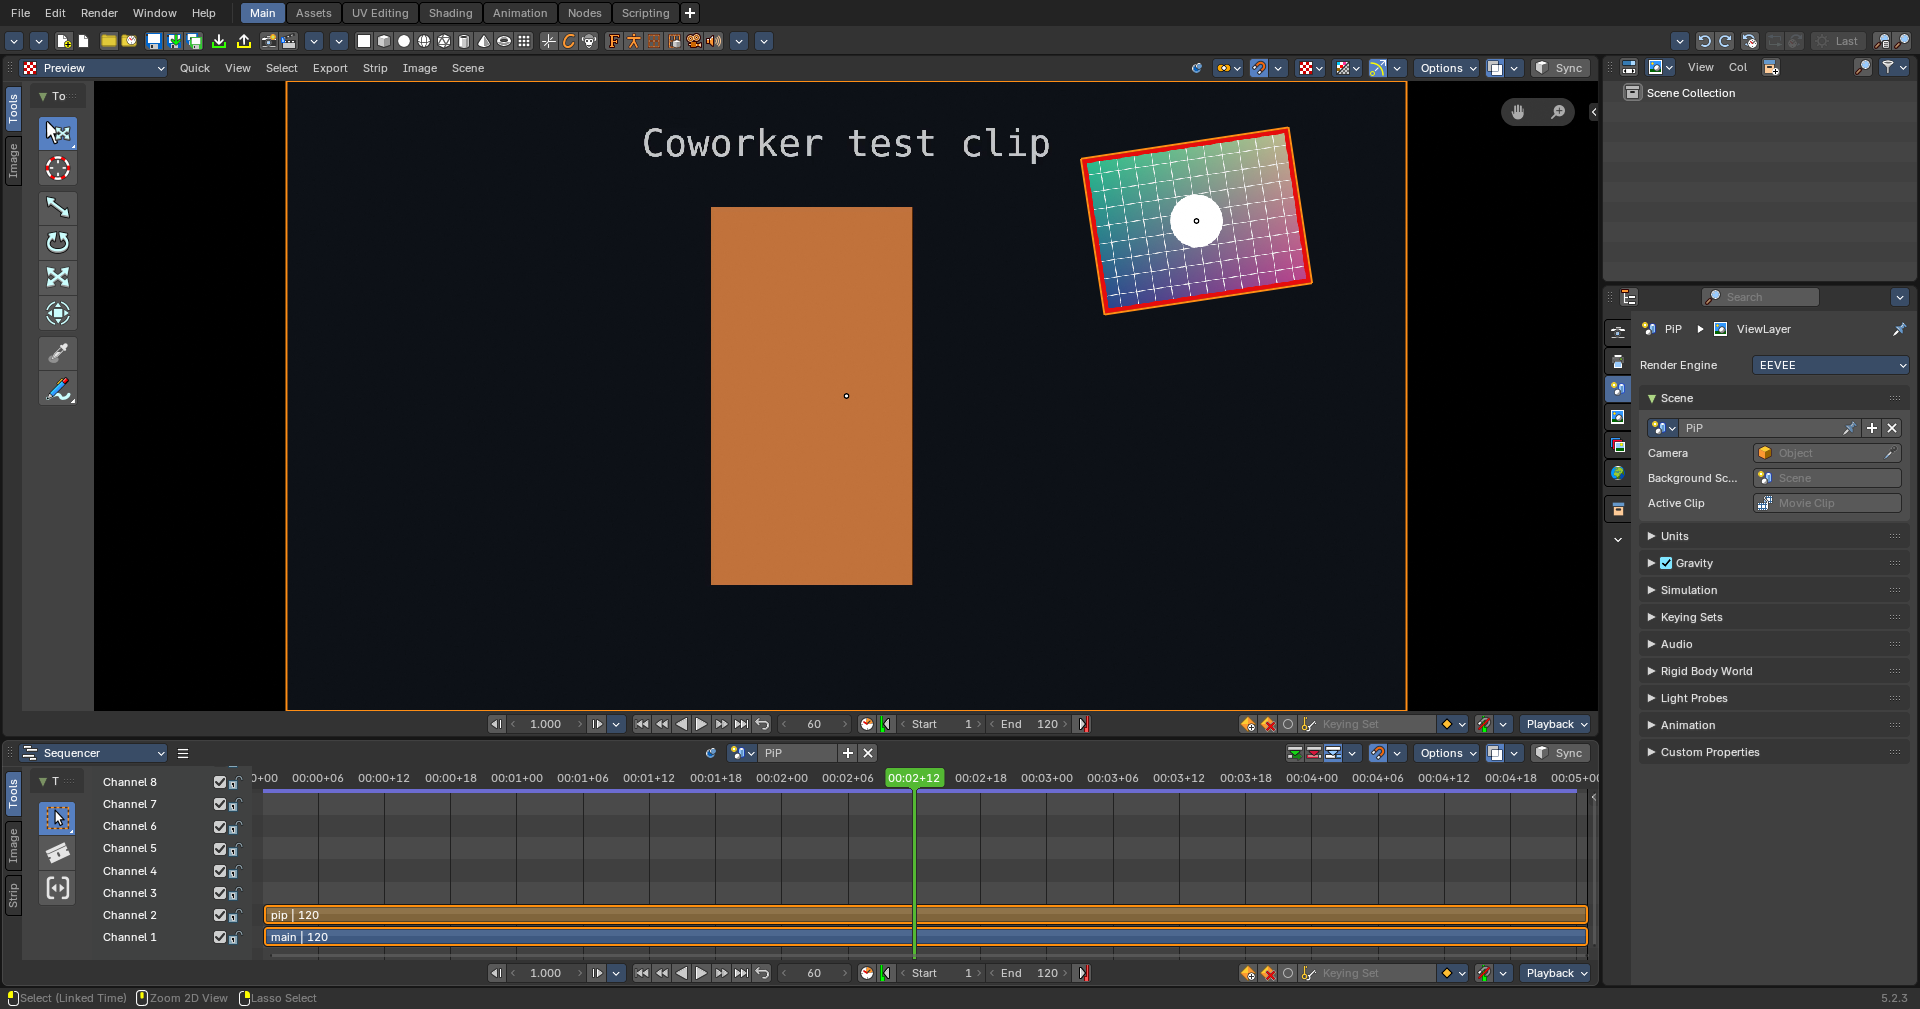 File Edit Render Window Help Main Assets UV Editing Shading Animation Nodes Scripting
Last
Preview Quick View Select Export Strip Image Scene Options Sync
View Col
Scene Collection
Tools
Image
To
Coworker test clip
Search
PiP ViewLayer
Render Engine EEVEE
Scene
PiP
Camera Object
Background Sc... Scene
Active Clip Movie Clip
Units
Gravity
Simulation
Keying Sets
Audio
Rigid Body World
Light Probes
Animation
Custom Properties
1.000 60 Start 1 End 120 Keying Set Playback
Sequencer PiP Options Sync
Tools
Image
Strip
T
0+00 00:00+06 00:00+12 00:00+18 00:01+00 00:01+06 00:01+12 00:01+18 00:02+00 00:02+06 00:02+12 00:02+18 00:03+00 00:03+06 00:03+12 00:03+18 00:04+00 00:04+06 00:04+12 00:04+18 00:05+0
Channel 8
Channel 7
Channel 6
Channel 5
Channel 4
Channel 3
Channel 2 pip | 120
Channel 1 main | 120
1.000 60 Start 1 End 120 Keying Set Playback
Select (Linked Time) Zoom 2D View Lasso Select 5.2.3